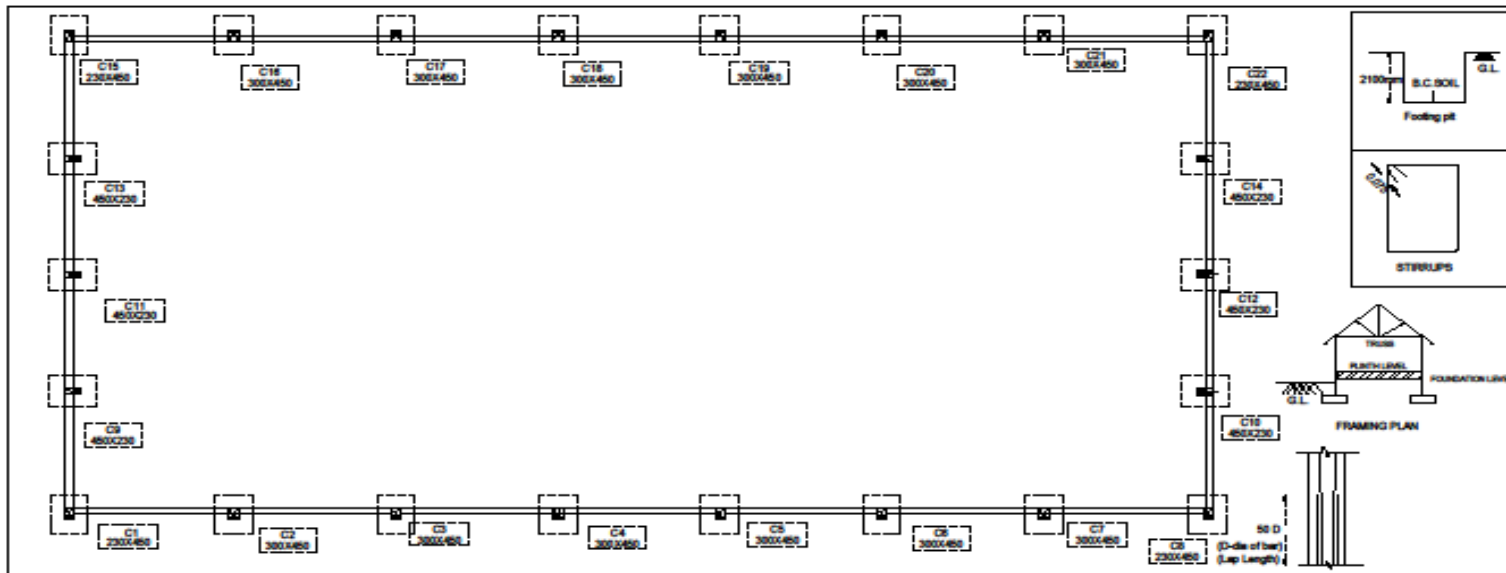 C15
230X450
C16
300X450
C17
300X450
C18
300X450
C19
300X450
C20
300X450
C21
300X450
C22
230X450
2100mm
B.C.SOIL
G.L.
Footing pit
C13
450X230
C14
450X230
0.075
STIRRUPS
C11
450X230
C12
450X230
TRUSS
PLINTH LEVEL
FOUNDATION LEVE
G.L.
FRAMING PLAN
C9
450X230
C10
450X230
C1
230X450
C2
300X450
C3
300X450
C4
300X450
C5
300X450
C6
300X450
C7
300X450
C8
230X450
50 D
(D-dia of bar)
(Lap Length)